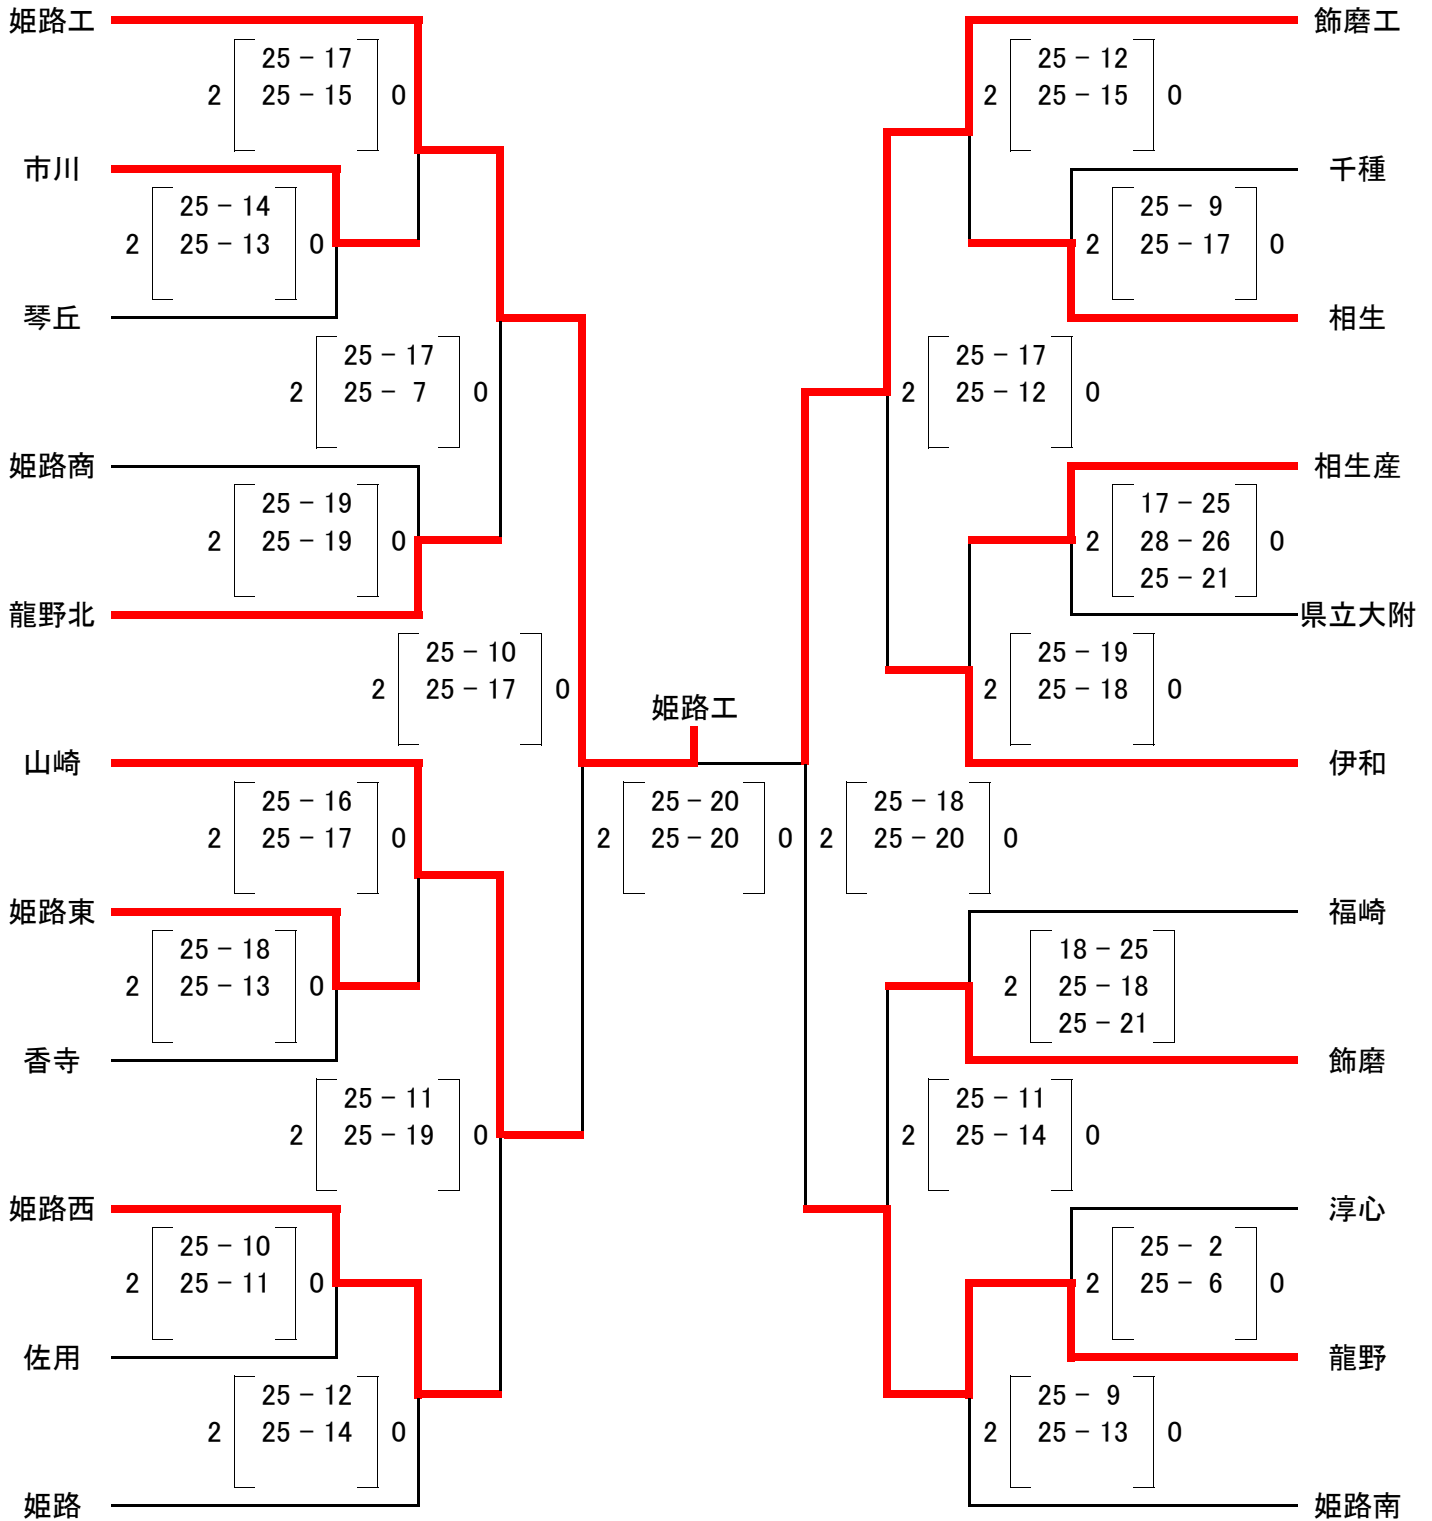 姫路工
25 − 17
2 25 − 15 0
市川
25 − 14
2 25 − 13 0
琴丘
25 − 17
2 25 − 7 0
姫路商
25 − 19
2 25 − 19 0
龍野北
25 − 10
2 25 − 17 0
山崎
25 − 16
2 25 − 17 0
姫路東
25 − 18
2 25 − 13 0
香寺
25 − 11
2 25 − 19 0
姫路西
25 − 10
2 25 − 11 0
佐用
25 − 12
2 25 − 14 0
姫路
姫路工
25 − 20
2 25 − 20 0
飾磨工
25 − 12
2 25 − 15 0
千種
25 − 9
2 25 − 17 0
相生
25 − 17
2 25 − 12 0
相生産
17 − 25
2 28 − 26 0
25 − 21
県立大附
25 − 19
2 25 − 18 0
伊和
25 − 18
2 25 − 20 0
福崎
18 − 25
2 25 − 18
25 − 21
飾磨
25 − 11
2 25 − 14 0
淳心
25 − 2
2 25 − 6 0
龍野
25 − 9
2 25 − 13 0
姫路南